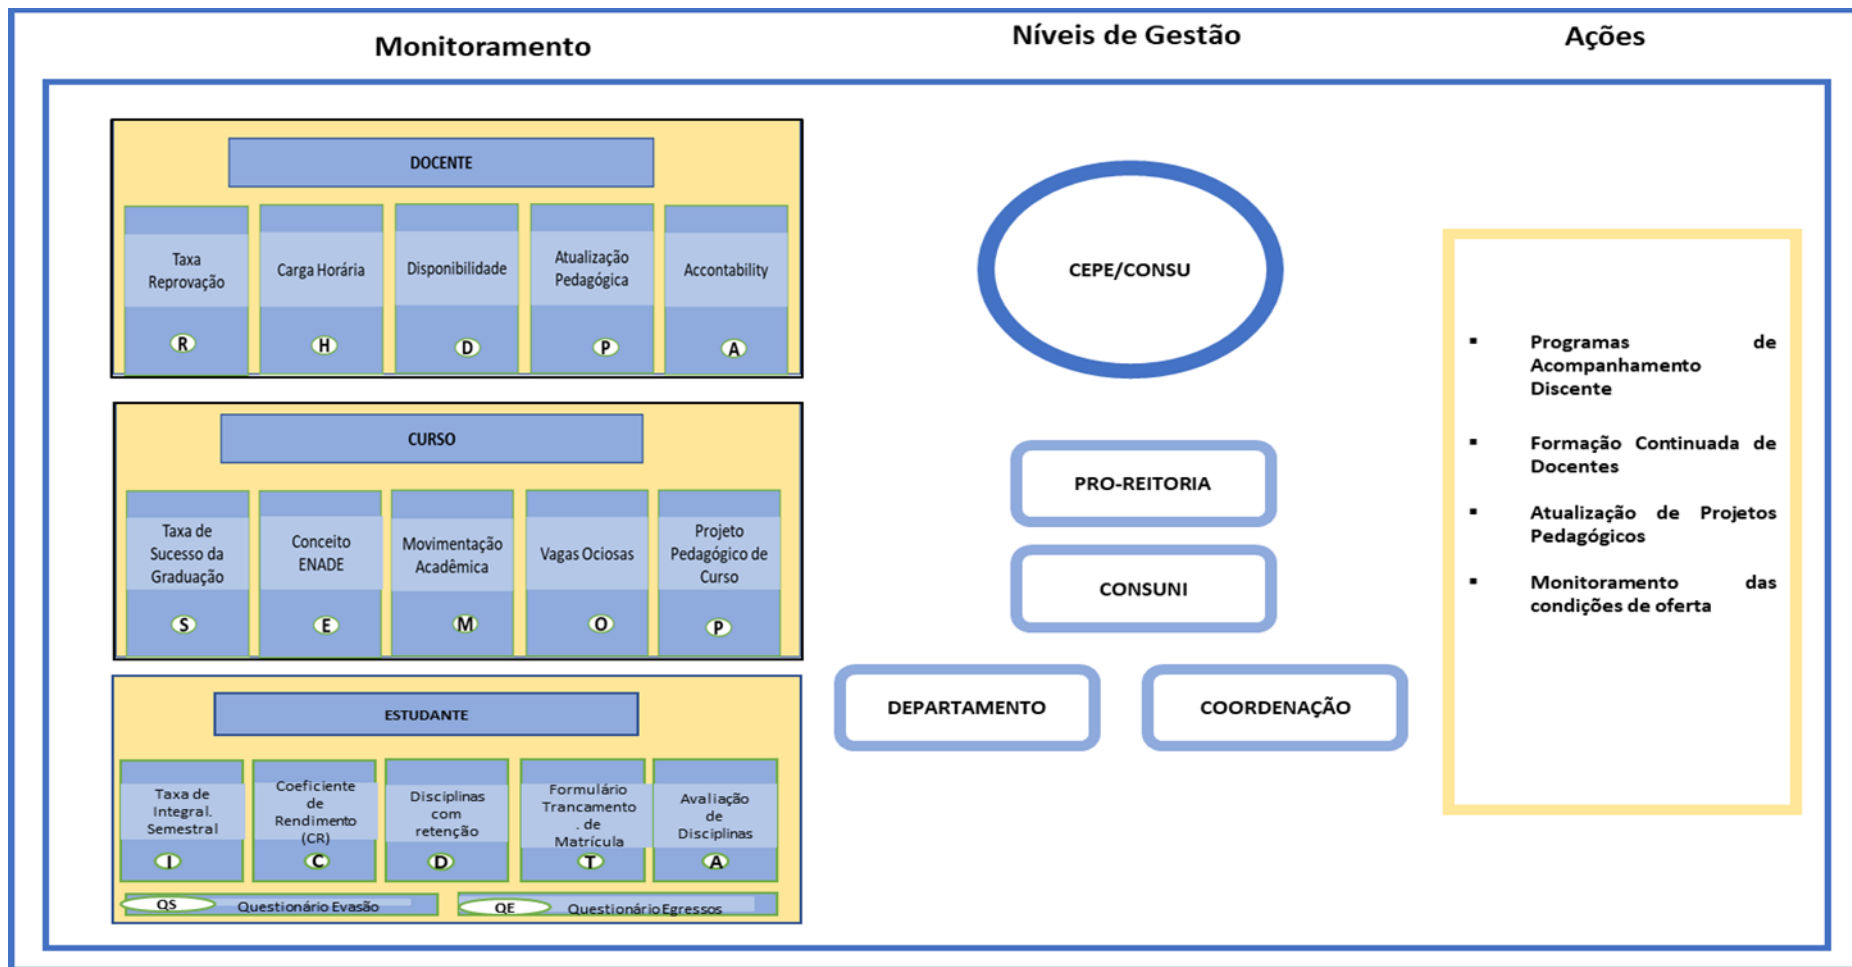 Monitoramento
Níveis de Gestão
Ações
DOCENTE
Taxa
Reprovação
R
Carga Horária
H
Disponibilidade
D
Atualização
Pedagógica
P
Accontability
A
CURSO
Taxa de
Sucesso da
Graduação
S
Conceito
ENADE
E
Movimentação
Acadêmica
M
Vagas Ociosas
O
Projeto
Pedagógico de
Curso
P
ESTUDANTE
Taxa de
Integral.
Semestral
I
Coeficiente
de
Rendimento
(CR)
C
Disciplinas
com
retenção
D
Formulário
Trancamento
. de
Matrícula
T
Avaliação
de
Disciplinas
A
QS Questionário Evasão
QE Questionário Egressos
CEPE/CONSU
PRO-REITORIA
CONSUNI
DEPARTAMENTO
COORDENAÇÃO
▪ Programas de
Acompanhamento
Discente
▪ Formação Continuada de
Docentes
▪ Atualização de Projetos
Pedagógicos
▪ Monitoramento das
condições de oferta